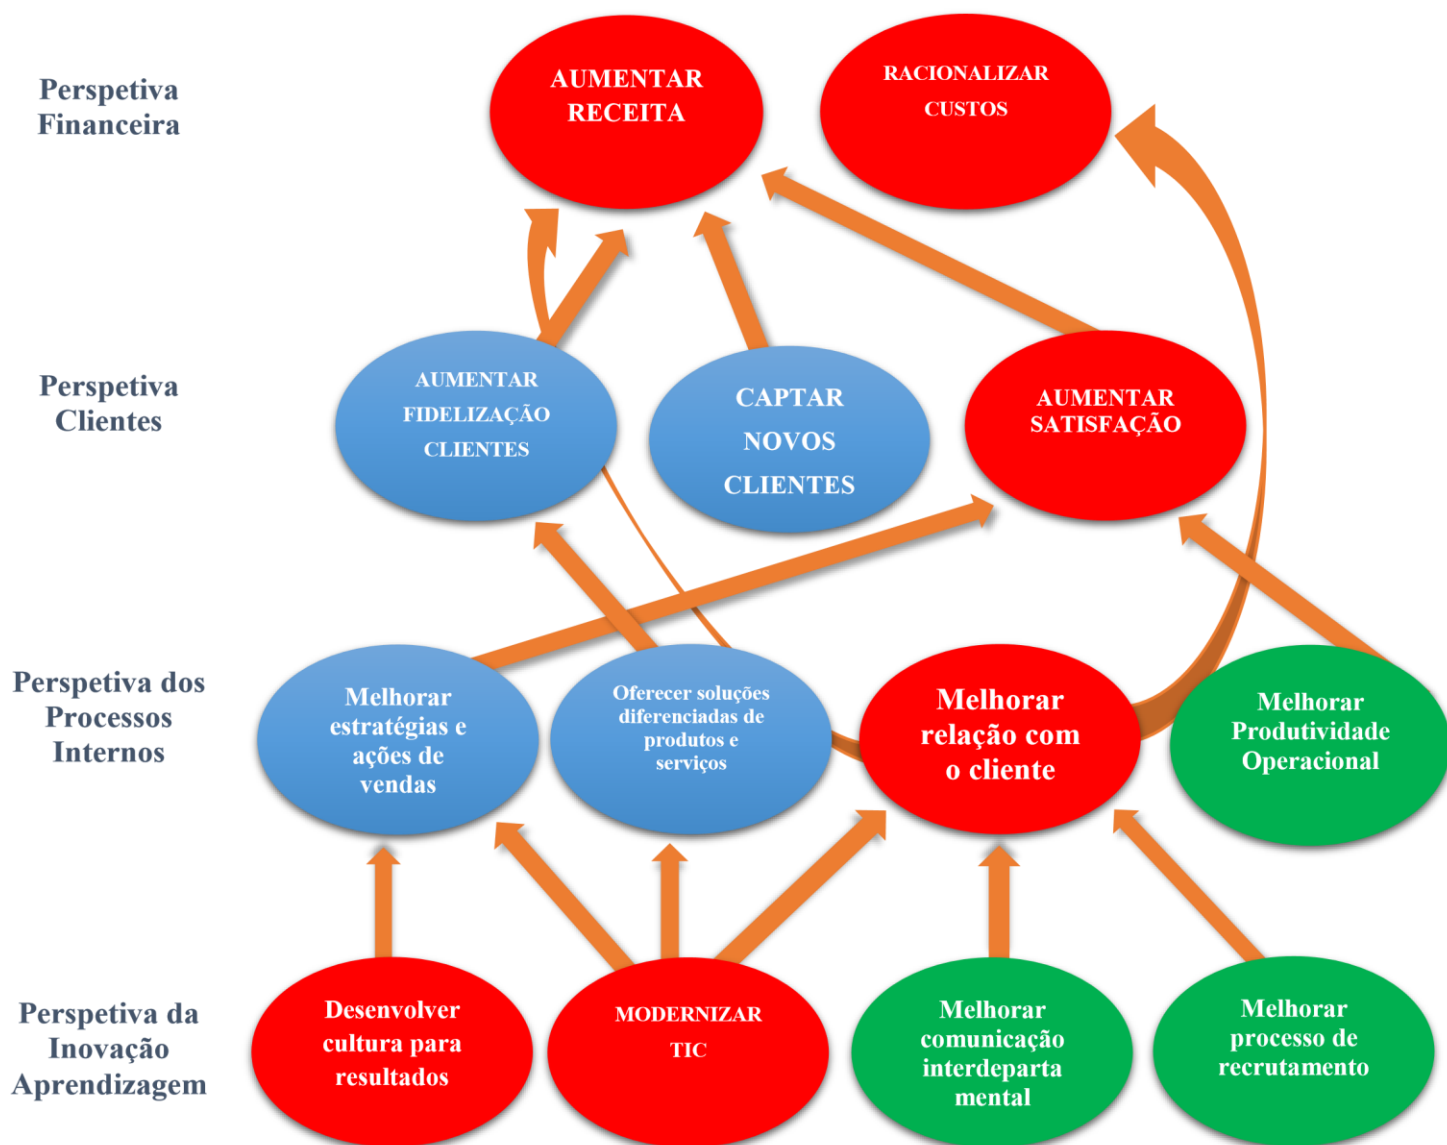 Perspetiva
Financeira
AUMENTAR
RECEITA
RACIONALIZAR
CUSTOS
Perspetiva
Clientes
AUMENTAR
FIDELIZAÇÃO
CLIENTES
CAPTAR
NOVOS
CLIENTES
AUMENTAR
SATISFAÇÃO
Perspetiva dos
Processos
Internos
Melhorar
estratégias e
ações de
vendas
Oferecer soluções
diferenciadas de
produtos e
serviços
Melhorar
relação com
o cliente
Melhorar
Produtividade
Operacional
Perspetiva da
Inovação
Aprendizagem
Desenvolver
cultura para
resultados
MODERNIZAR
TIC
Melhorar
comunicação
interdeparta
mental
Melhorar
processo de
recrutamento